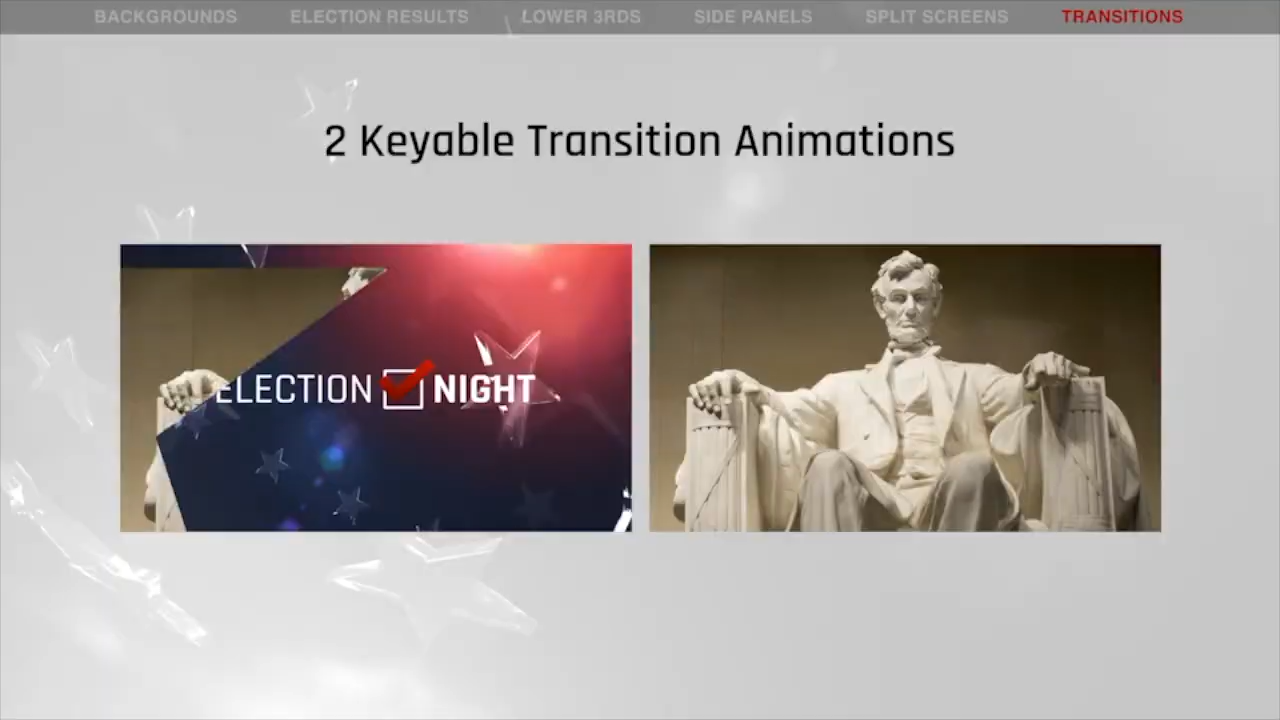 BACKGROUNDS ELECTION RESULTS LOWER 3RDS SIDE PANELS SPLIT SCREENS TRANSITIONS
2 Keyable Transition Animations
ELECTION NIGHT